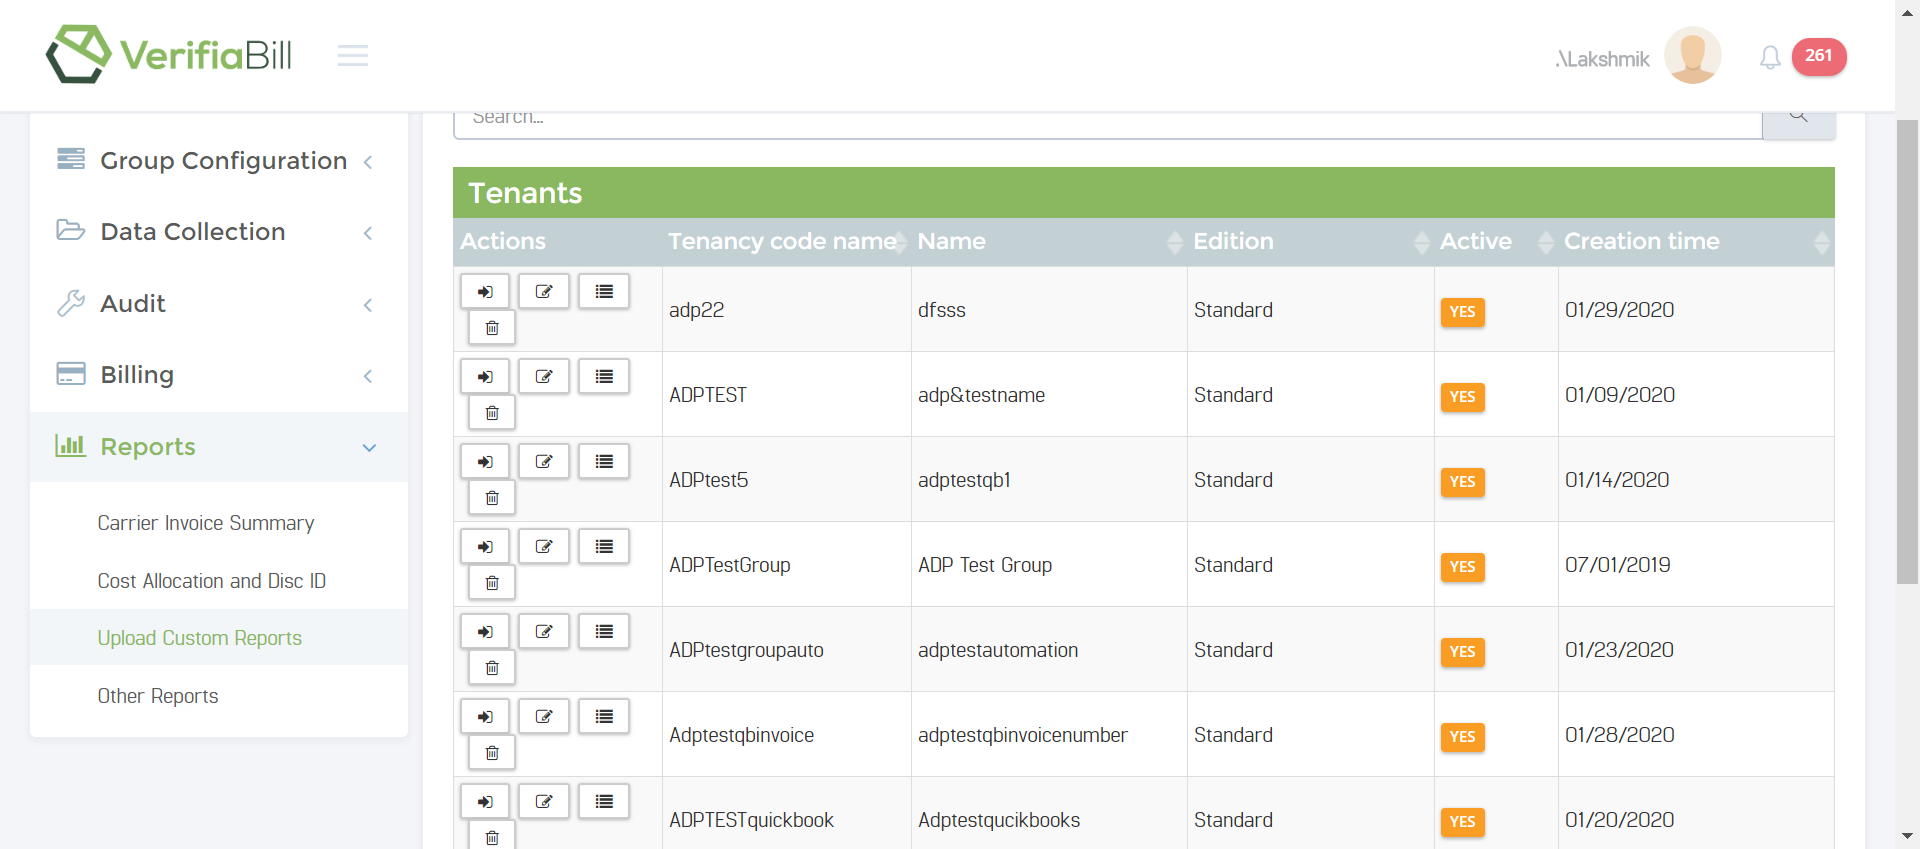 VerifiaBill
.\Lakshmik
261
Search...
Group Configuration
Data Collection
Audit
Billing
Reports
Carrier Invoice Summary
Cost Allocation and Disc ID
Upload Custom Reports
Other Reports
Tenants
Actions Tenancy code name Name Edition Active Creation time
adp22 dfsss Standard YES 01/29/2020
ADPTEST adp&testname Standard YES 01/09/2020
ADPtest5 adptestqb1 Standard YES 01/14/2020
ADPTestGroup ADP Test Group Standard YES 07/01/2019
ADPtestgroupauto adptestautomation Standard YES 01/23/2020
Adptestqbinvoice adptestqbinvoicenumber Standard YES 01/28/2020
ADPTESTquickbook Adptestqucikbooks Standard YES 01/20/2020